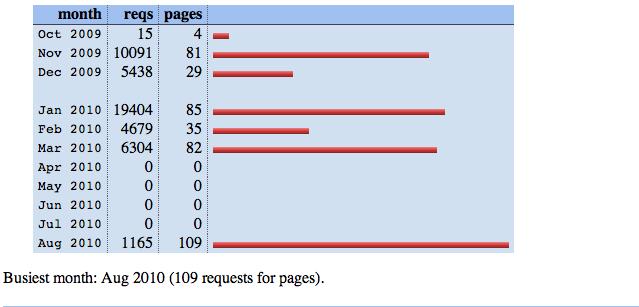 month reqs pages
Oct 2009 15 4
Nov 2009 10091 81
Dec 2009 5438 29
Jan 2010 19404 85
Feb 2010 4679 35
Mar 2010 6304 82
Apr 2010 0 0
May 2010 0 0
Jun 2010 0 0
Jul 2010 0 0
Aug 2010 1165 109
Busiest month: Aug 2010 (109 requests for pages).